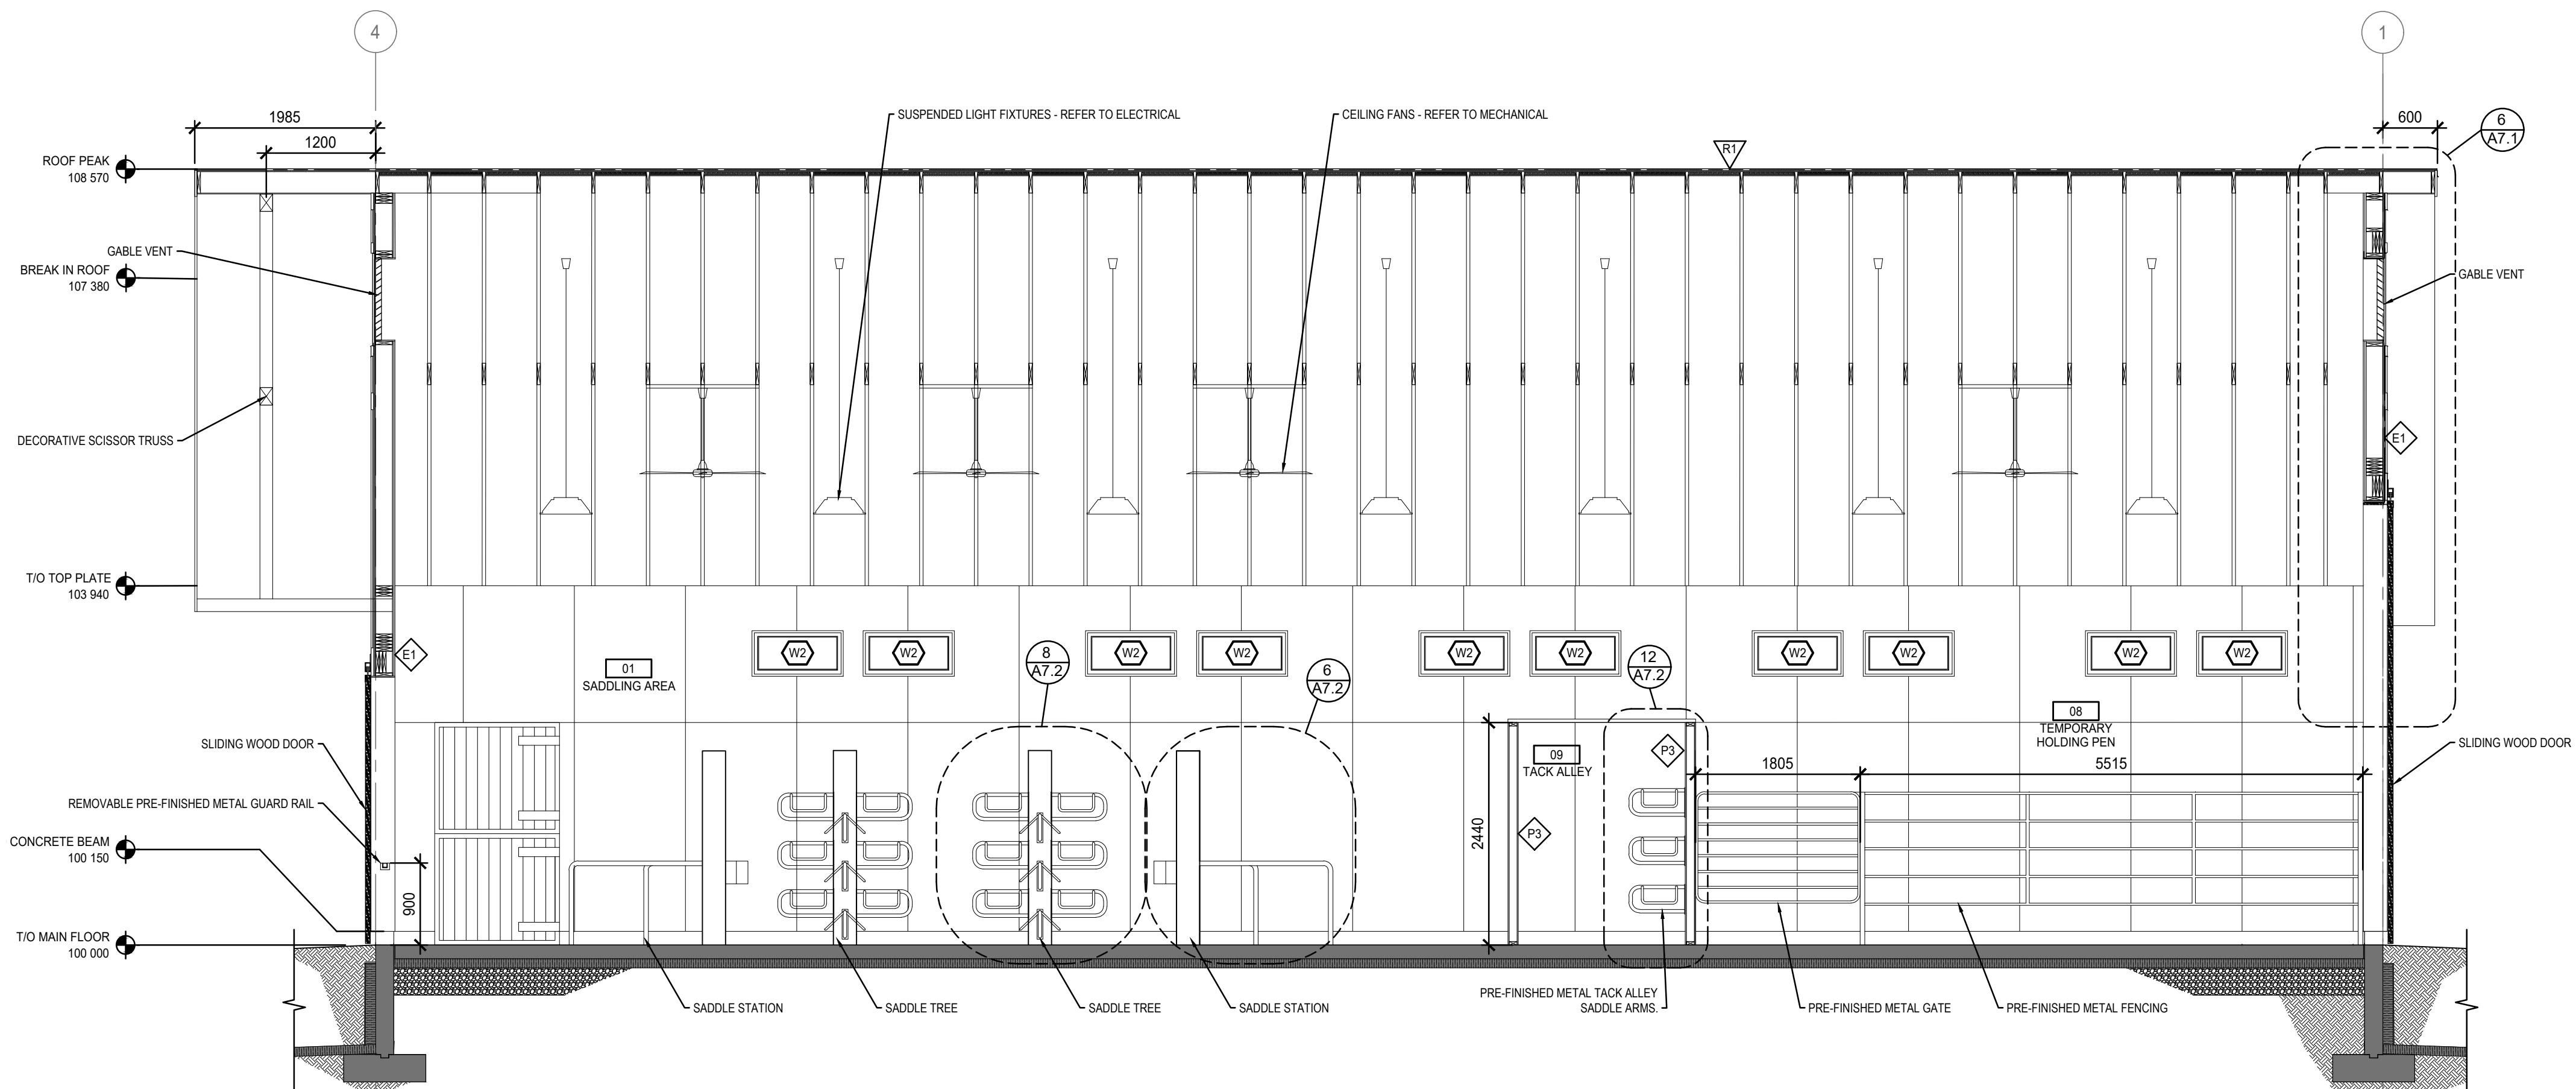 4
1
1985
1200
SUSPENDED LIGHT FIXTURES - REFER TO ELECTRICAL
CEILING FANS - REFER TO MECHANICAL
600
6
A7.1
R1
ROOF PEAK
108 570
GABLE VENT
BREAK IN ROOF
107 380
GABLE VENT
DECORATIVE SCISSOR TRUSS
E1
T/O TOP PLATE
103 940
E1
W2
W2
W2
W2
W2
W2
W2
W2
W2
W2
01
SADDLING AREA
8
A7.2
6
A7.2
12
A7.2
08
TEMPORARY
HOLDING PEN
SLIDING WOOD DOOR
SLIDING WOOD DOOR
09
TACK ALLEY
P3
1805
5515
REMOVABLE PRE-FINISHED METAL GUARD RAIL
2440
P3
CONCRETE BEAM
100 150
900
T/O MAIN FLOOR
100 000
SADDLE STATION
SADDLE TREE
SADDLE TREE
SADDLE STATION
PRE-FINISHED METAL TACK ALLEY
SADDLE ARMS.
PRE-FINISHED METAL GATE
PRE-FINISHED METAL FENCING